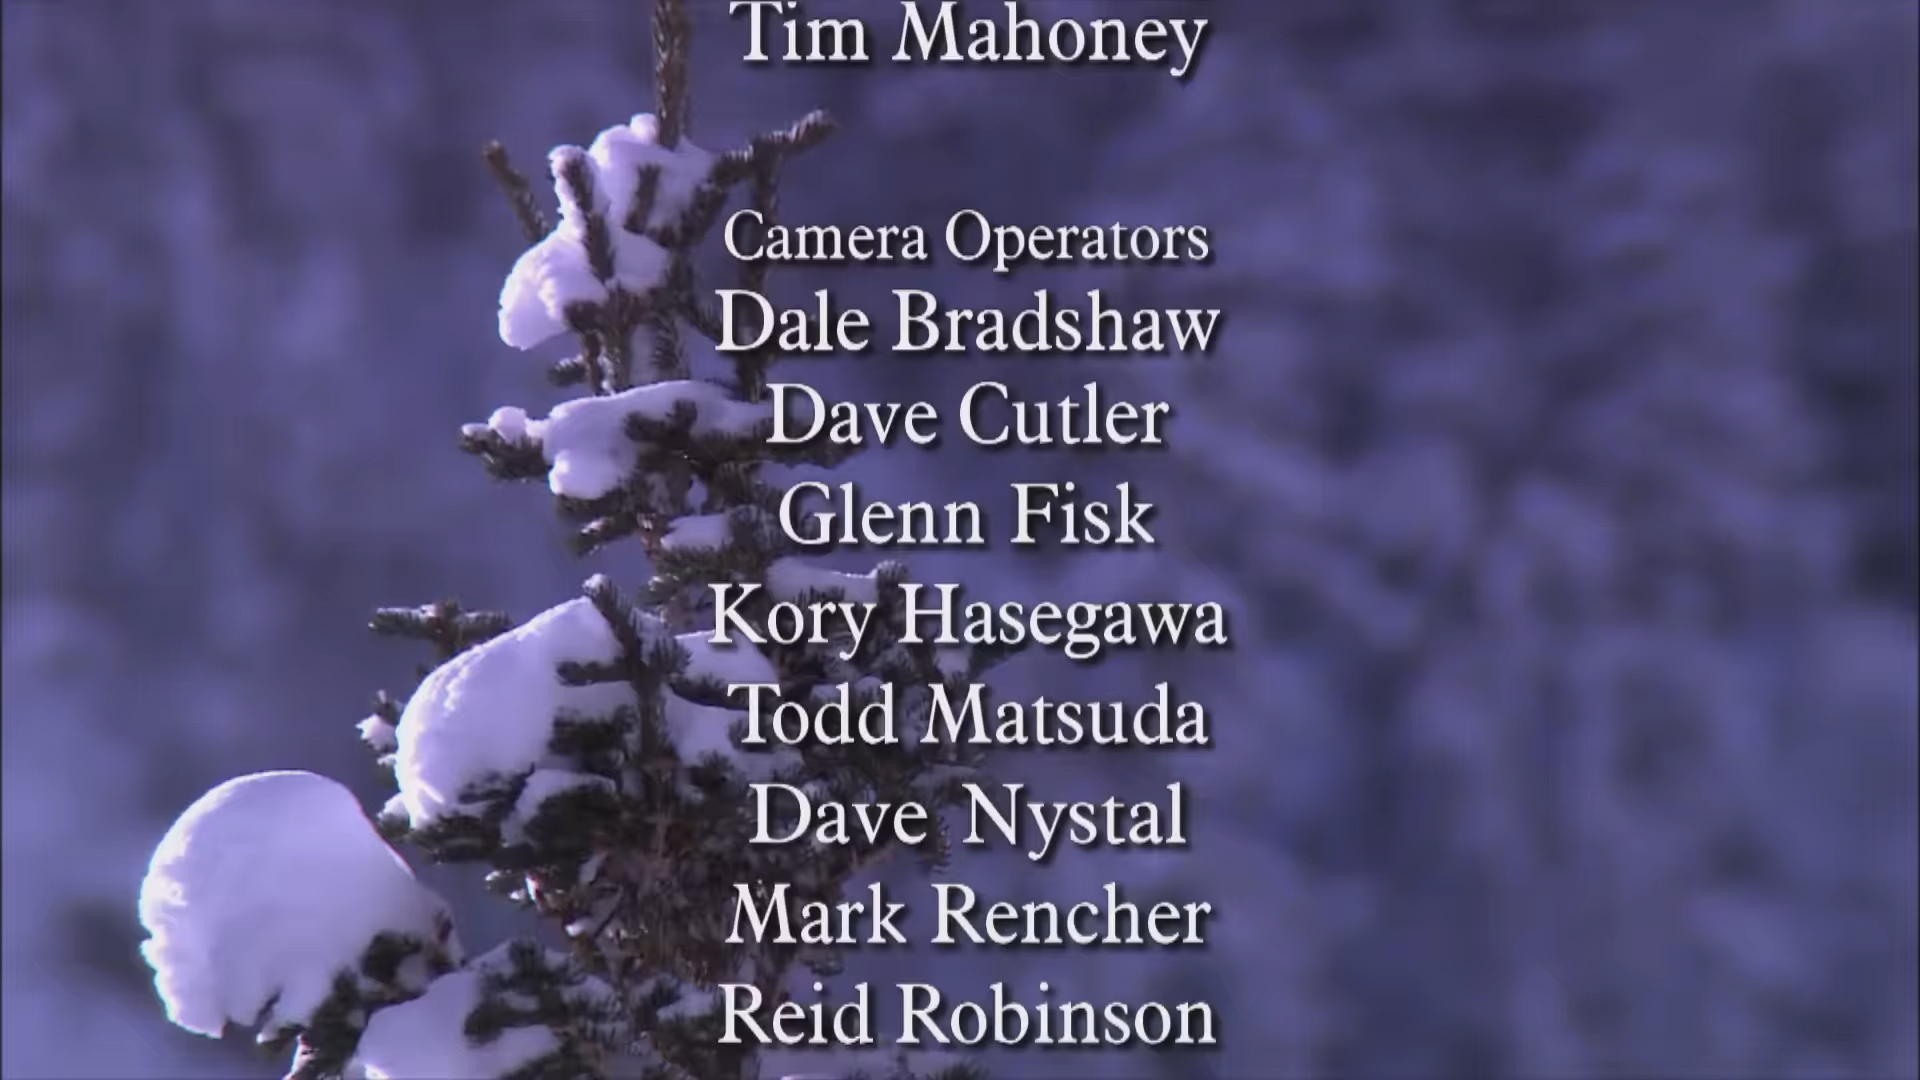 Tim Mahoney
Camera Operators
Dale Bradshaw
Dave Cutler
Glenn Fisk
Kory Hasegawa
Todd Matsuda
Dave Nystal
Mark Rencher
Reid Robinson